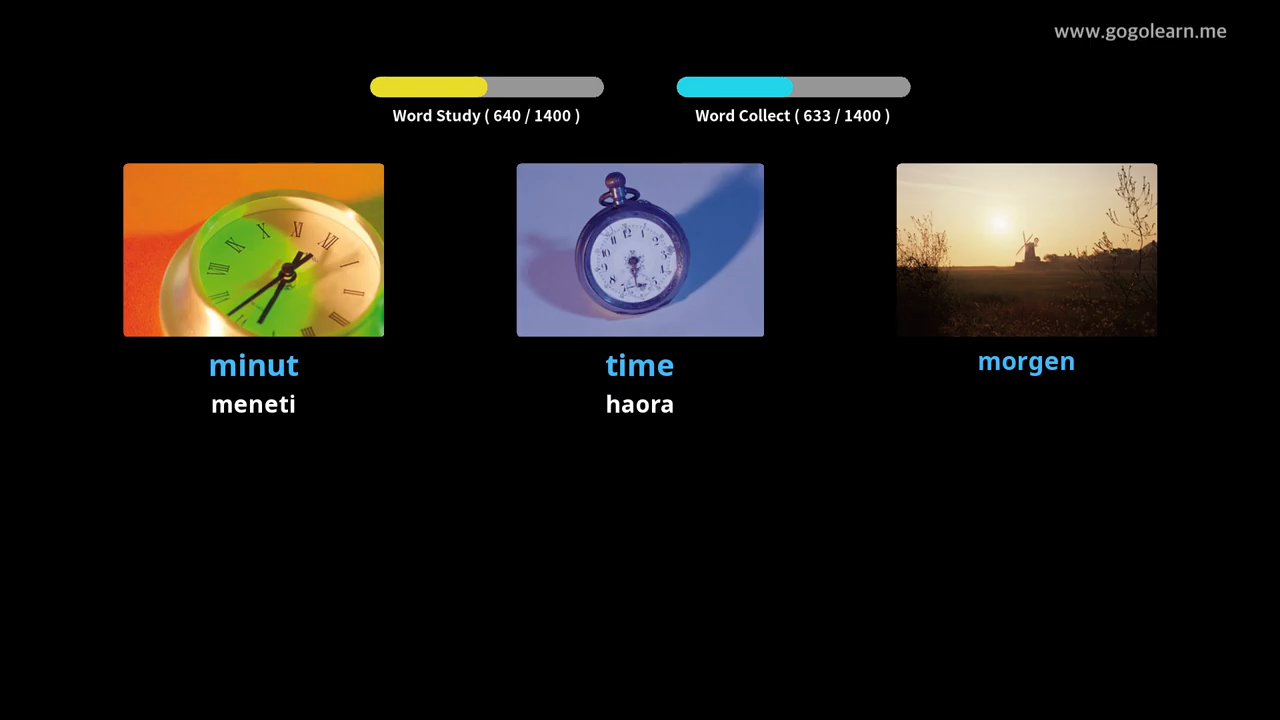 www.gogolearn.me
Word Study ( 640 / 1400 )
Word Collect ( 633 / 1400 )
minut
meneti
time
haora
morgen